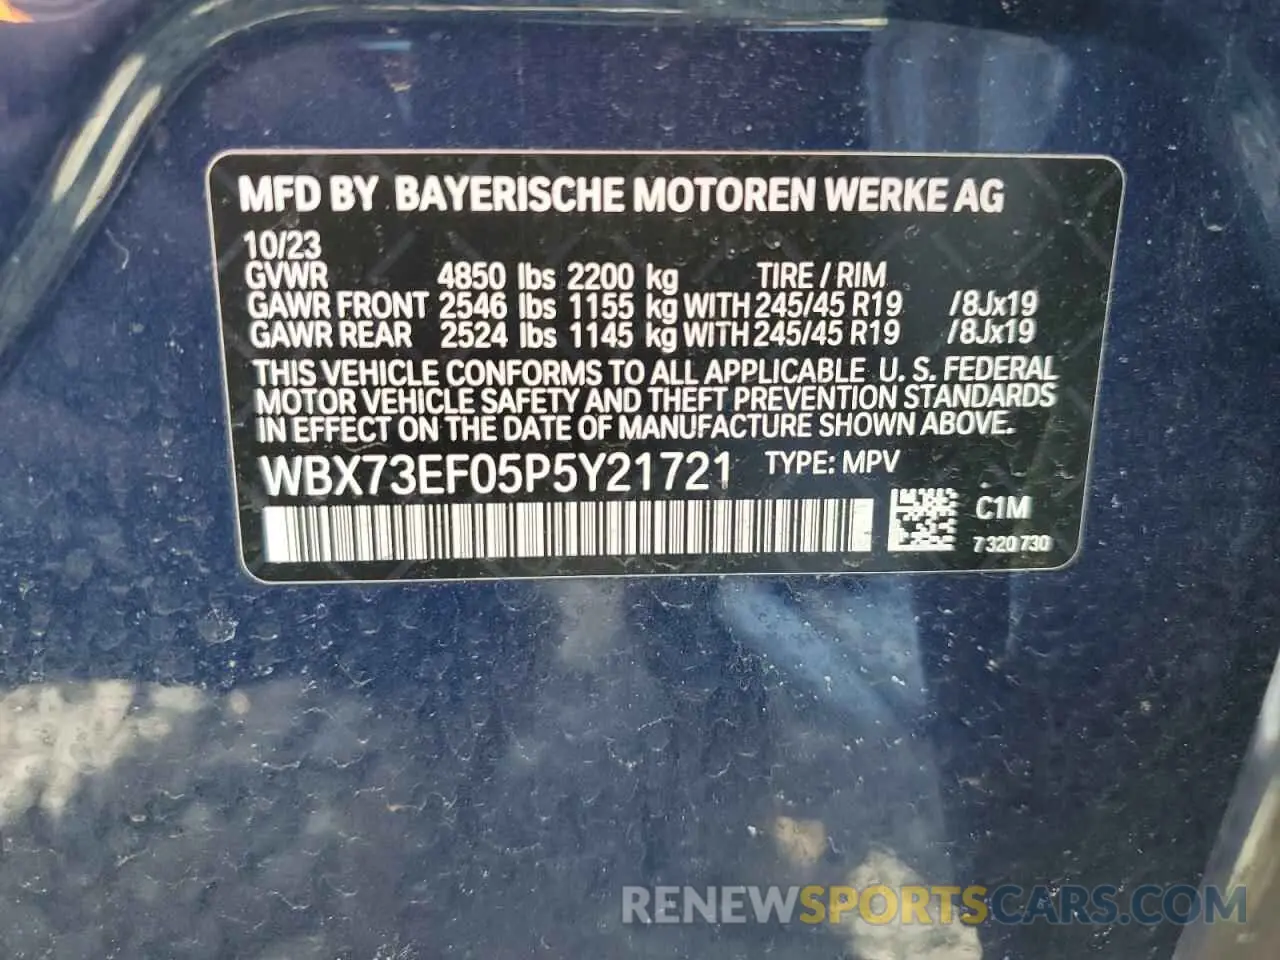 MFD BY BAYERISCHE MOTOREN WERKE AG
10/23
GVWR 4850 lbs 2200 kg TIRE / RIM
GAWR FRONT 2546 lbs 1155 kg WITH 245/45 R19 /8Jx19
GAWR REAR 2524 lbs 1145 kg WITH 245/45 R19 /8Jx19
THIS VEHICLE CONFORMS TO ALL APPLICABLE U. S. FEDERAL
MOTOR VEHICLE SAFETY AND THEFT PREVENTION STANDARDS
IN EFFECT ON THE DATE OF MANUFACTURE SHOWN ABOVE.
WBX73EF05P5Y21721 TYPE: MPV
C1M
7 320 730
RENEWSPORTSCARS.COM